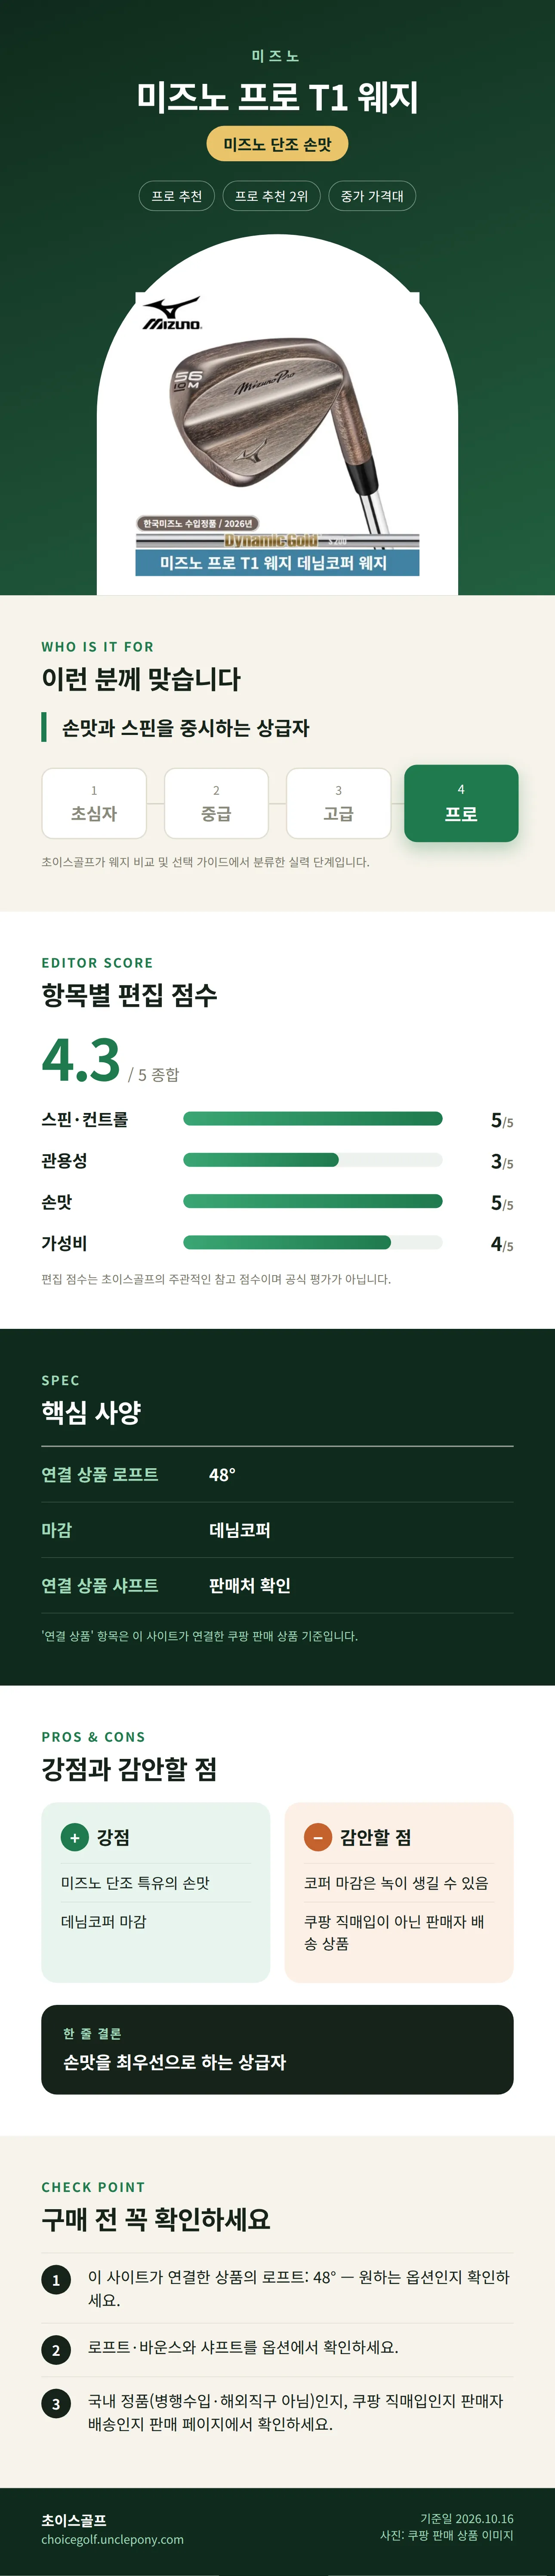 미즈노
미즈노 프로 T1 웨지
미즈노 단조 손맛
프로 추천
프로 추천 2위
중가 가격대
MIZUNO
56
10 M
Mizuno Pro
한국미즈노 수입정품 / 2026년
Dynamic Gold
미즈노 프로 T1 웨지 데님코퍼 웨지
WHO IS IT FOR
이런 분께 맞습니다
손맛과 스핀을 중시하는 상급자
1
초심자
2
중급
3
고급
4
프로
초이스골프가 웨지 비교 및 선택 가이드에서 분류한 실력 단계입니다.
EDITOR SCORE
항목별 편집 점수
4.3 / 5 종합
스핀·컨트롤 5/5
관용성 3/5
손맛 5/5
가성비 4/5
편집 점수는 초이스골프의 주관적인 참고 점수이며 공식 평가가 아닙니다.
SPEC
핵심 사양
연결 상품 로프트 48°
마감 데님코퍼
연결 상품 샤프트 판매처 확인
'연결 상품' 항목은 이 사이트가 연결한 쿠팡 판매 상품 기준입니다.
PROS & CONS
강점과 감안할 점
+ 강점
미즈노 단조 특유의 손맛
데님코퍼 마감
− 감안할 점
코퍼 마감은 녹이 생길 수 있음
쿠팡 직매입이 아닌 판매자 배
송 상품
한 줄 결론
손맛을 최우선으로 하는 상급자
CHECK POINT
구매 전 꼭 확인하세요
1 이 사이트가 연결한 상품의 로프트: 48° — 원하는 옵션인지 확인하
세요.
2 로프트·바운스와 샤프트를 옵션에서 확인하세요.
3 국내 정품(병행수입·해외직구 아님)인지, 쿠팡 직매입인지 판매자
배송인지 판매 페이지에서 확인하세요.
초이스골프
choicegolf.unclepony.com
기준일 2026.10.16
사진: 쿠팡 판매 상품 이미지